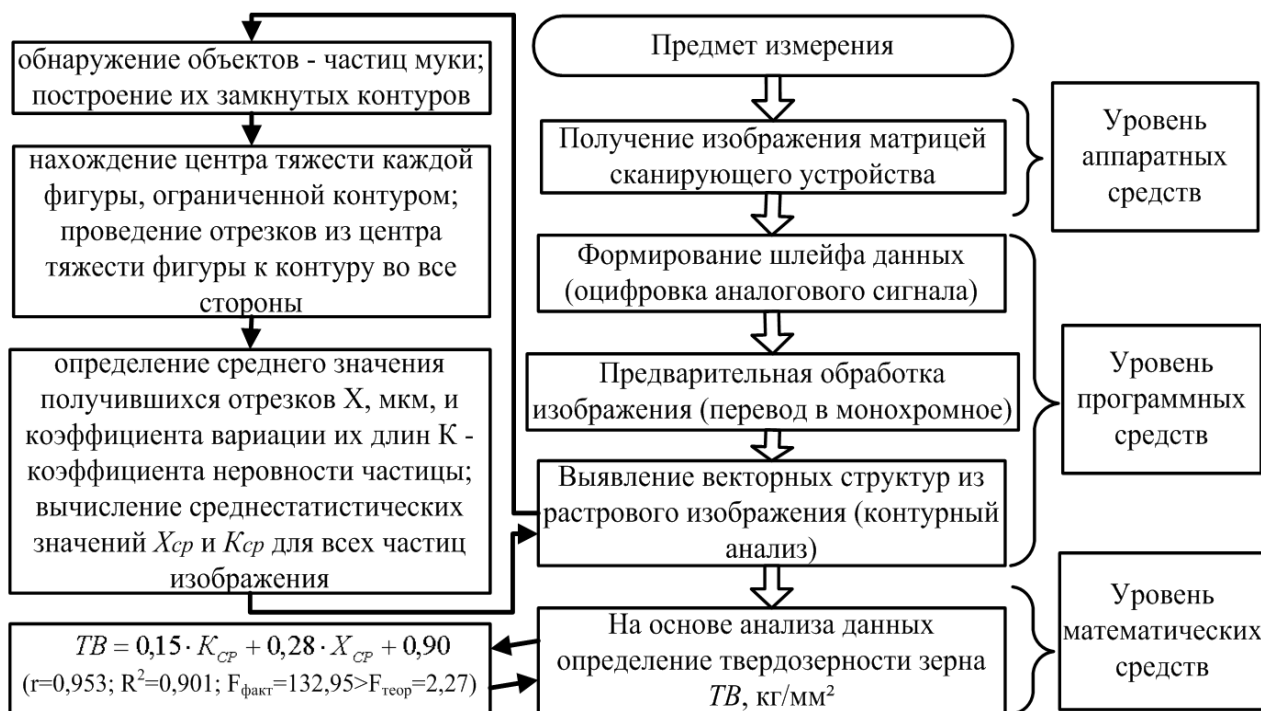 обнаружение объектов - частиц муки;
построение их замкнутых контуров
нахождение центра тяжести каждой
фигуры, ограниченной контуром;
проведение отрезков из центра
тяжести фигуры к контуру во все
стороны
определение среднего значения
получившихся отрезков X, мкм, и
коэффициента вариации их длин К -
коэффициента неровности частицы;
вычисление среднестатистических
значений Xср и Kср для всех частиц
изображения
ТВ = 0,15 · K_СР + 0,28 · X_СР + 0,90
(r=0,953; R²=0,901; Fфакт=132,95>Fтеор=2,27)
Предмет измерения
Получение изображения матрицей
сканирующего устройства
Формирование шлейфа данных
(оцифровка аналогового сигнала)
Предварительная обработка
изображения (перевод в монохромное)
Выявление векторных структур из
растрового изображения (контурный
анализ)
На основе анализа данных
определение твердозерности зерна
ТВ, кг/мм²
Уровень
аппаратных
средств
Уровень
программных
средств
Уровень
математических
средств